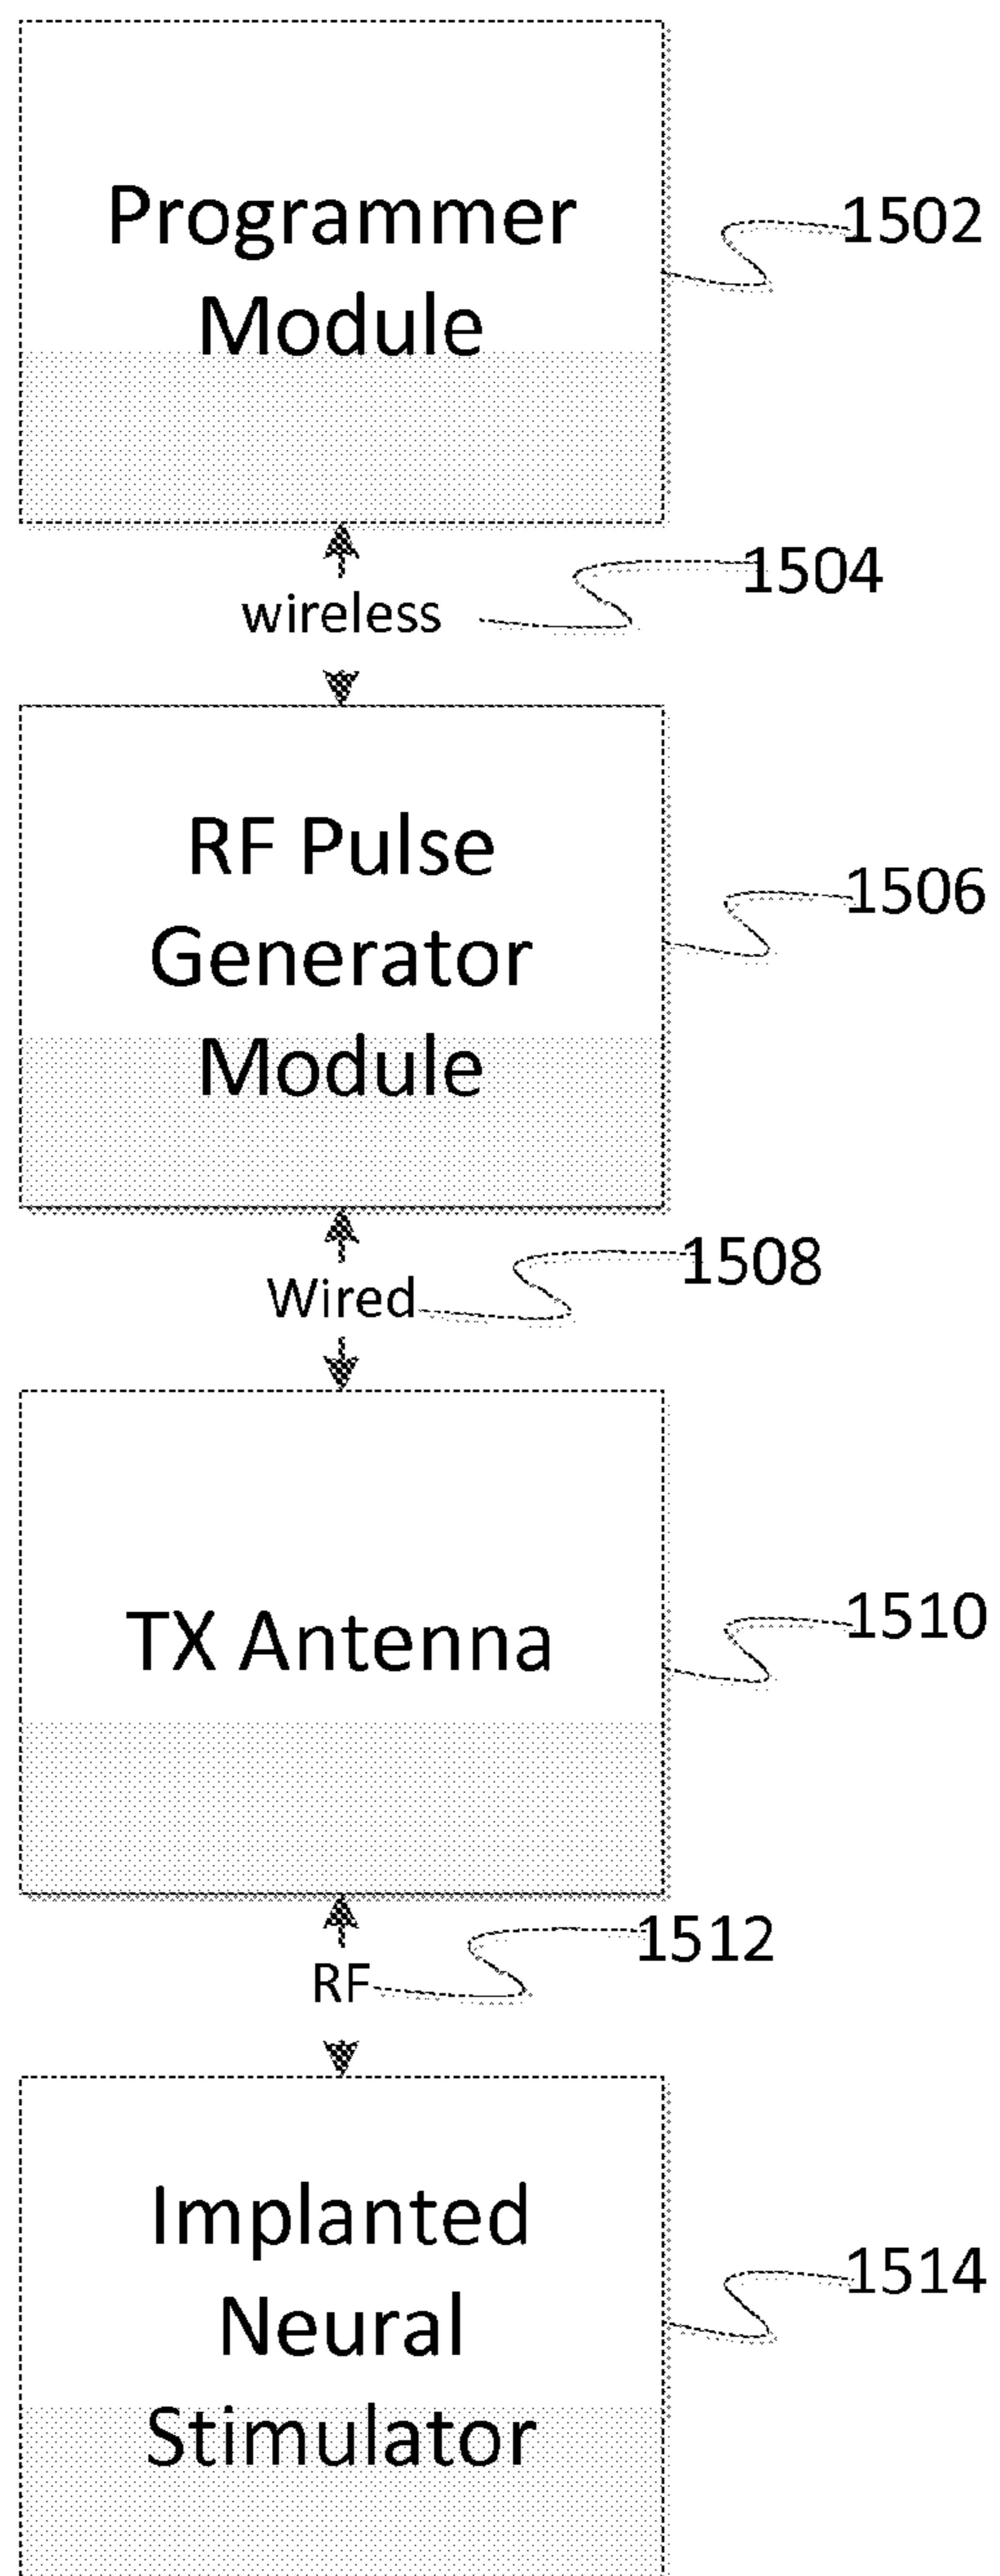 Programmer
Module
1502
wireless
1504
RF Pulse
Generator
Module
1506
Wired
1508
TX Antenna
1510
RF
1512
Implanted
Neural
Stimulator
1514